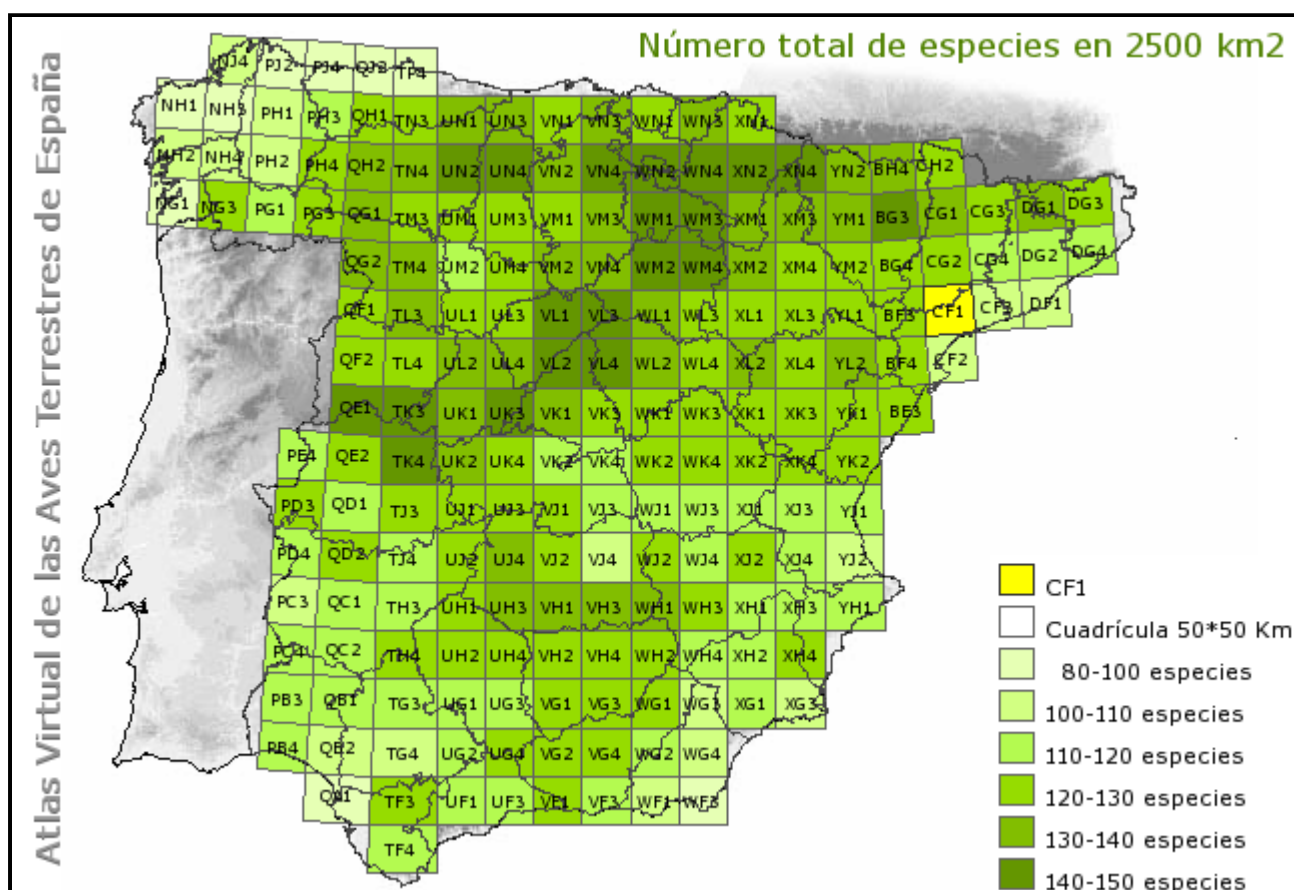 Número total de especies en 2500 km2
Atlas Virtual de las Aves Terrestres de España
NJ4 PJ2 PJ4 QJ2 TP4
NH1 NH3 PH1 PH3 QH1 TN3 UN1 UN3 VN1 VN3 WN1 WN3 XN1
NH2 NH4 PH2 PH4 QH2 TN4 UN2 UN4 VN2 VN4 WN2 WN4 XN2 XN4 YN2 BH4 CH2
NG1 NG3 PG1 PG3 QG1 TM3 UM1 UM3 VM1 VM3 WM1 WM3 XM1 XM3 YM1 BG3 CG1 CG3 DG1 DG3
QG2 TM4 UM2 UM4 VM2 VN4 WM2 WM4 XM2 XM4 YM2 BG4 CG2 CG4 DG2 DG4
QF1 TL3 UL1 UL3 VL1 VL3 WL1 WL3 XL1 XL3 YL1 BF3 CF1 CF3 DF1
QF2 TL4 UL2 UL4 VL2 VL4 WL2 WL4 XL2 XL4 YL2 BF4 CF2
QE1 TK3 UK1 UK3 VK1 VK3 WK1 WK3 XK1 XK3 YK1 BE3
PE4 QE2 TK4 UK2 UK4 VK2 VK4 WK2 WK4 XK2 XK4 YK2
PD3 QD1 TJ3 UJ1 UJ3 VJ1 VJ3 WJ1 WJ3 XJ1 XJ3 YJ1
PD4 QD2 TJ4 UJ2 UJ4 VJ2 VJ4 WJ2 WJ4 XJ2 XJ4 YJ2
PC3 QC1 TH3 UH1 UH3 VH1 VH3 WH1 WH3 XH1 XH3 YH1
PC4 QC2 TH4 UH2 UH4 VH2 VH4 WH2 WH4 XH2 XH4
PB3 QB1 TG3 UG1 UG3 VG1 VG3 WG1 WG3 XG1 XG3
PB4 QB2 TG4 UG2 UG4 VG2 VG4 WG2 WG4
QA1 TF3 UF1 UF3 VF1 VF3 WF1 WF3
TF4
CF1
Cuadrícula 50*50 Km
80-100 especies
100-110 especies
110-120 especies
120-130 especies
130-140 especies
140-150 especies